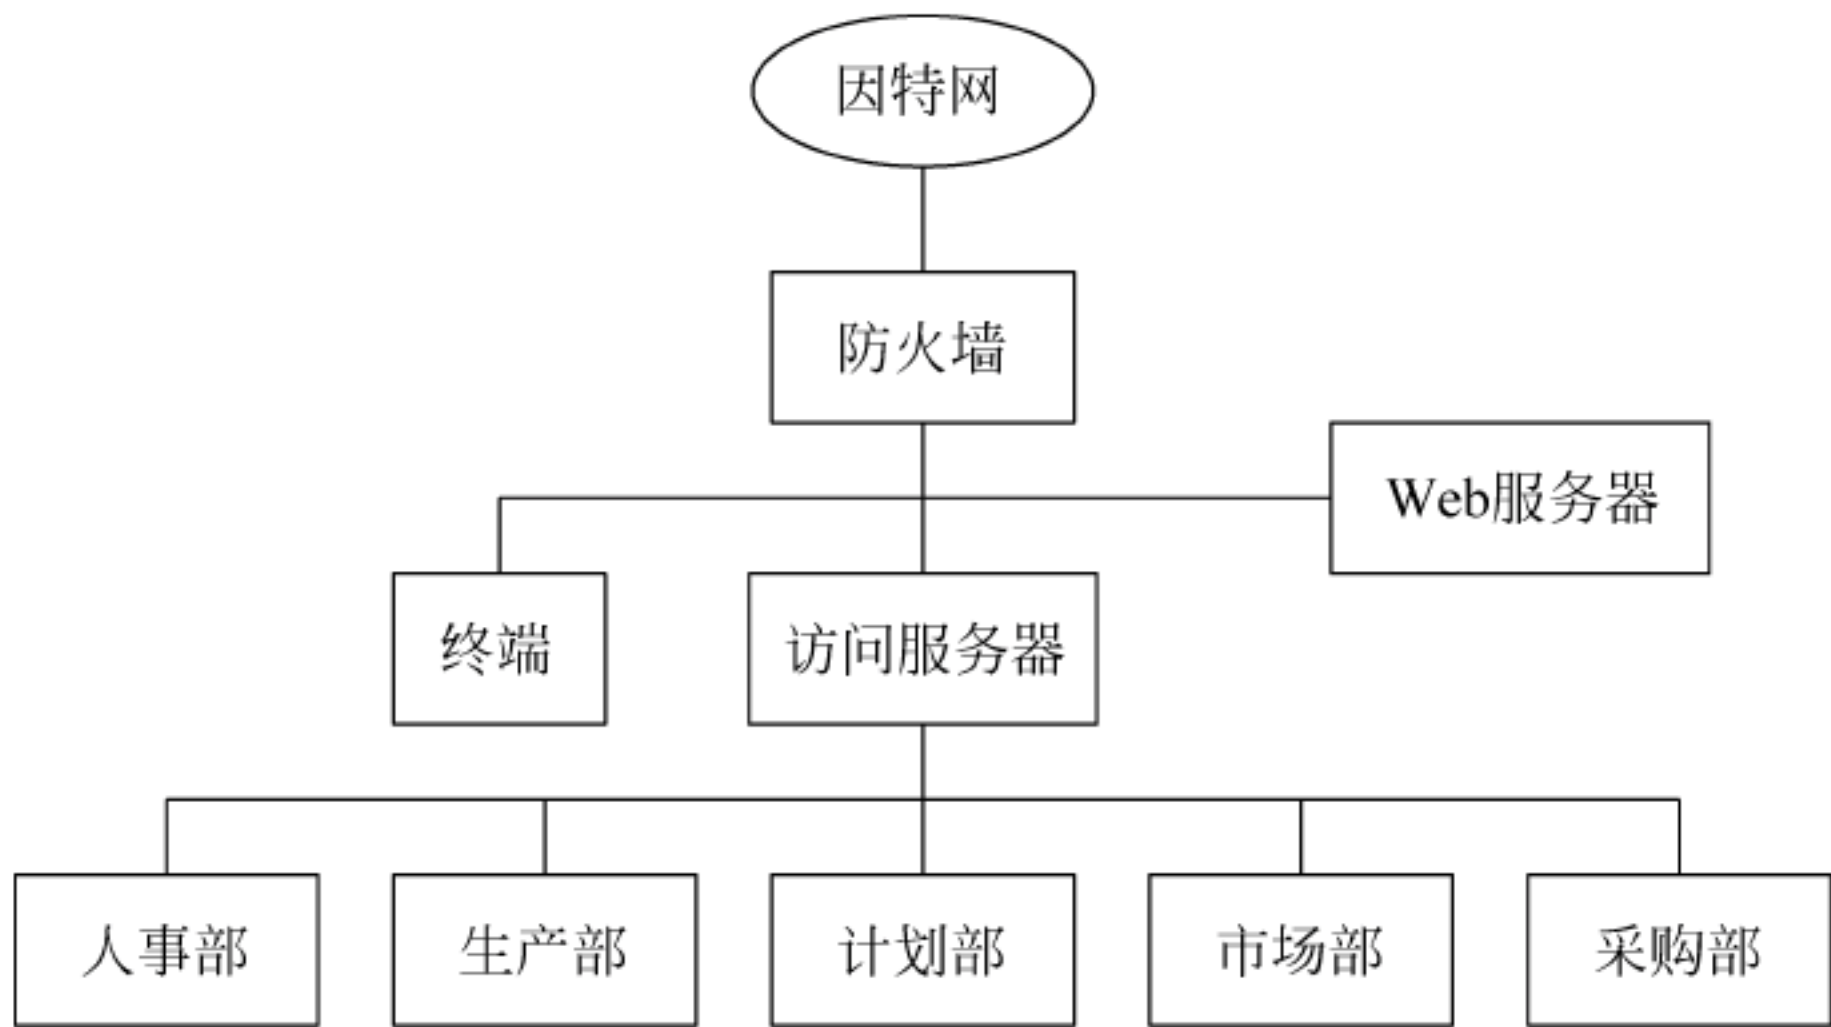 因特网
防火墙
Web服务器
终端
访问服务器
人事部
生产部
计划部
市场部
采购部